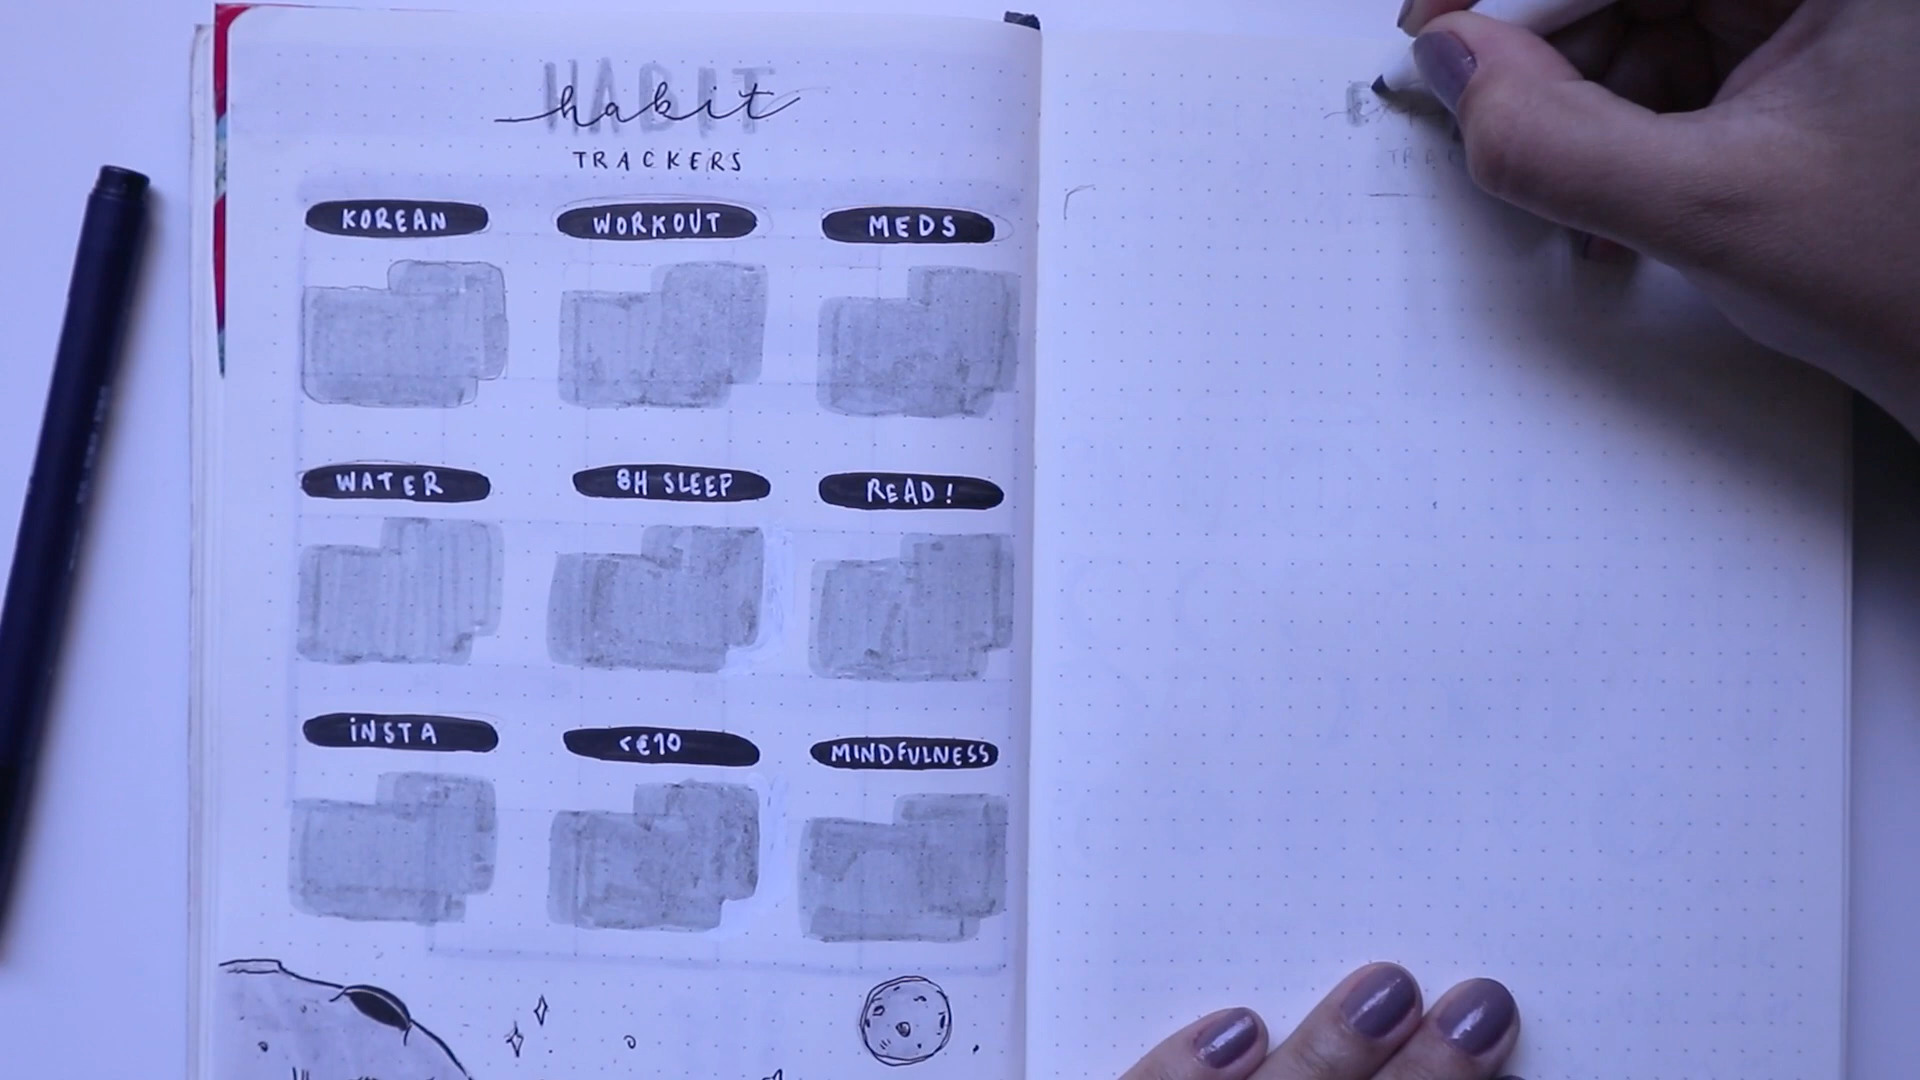 HABIT
habit
TRACKERS
KOREAN WORKOUT MEDS
WATER 8H SLEEP READ!
iNSTA <€10 MINDFULNESS